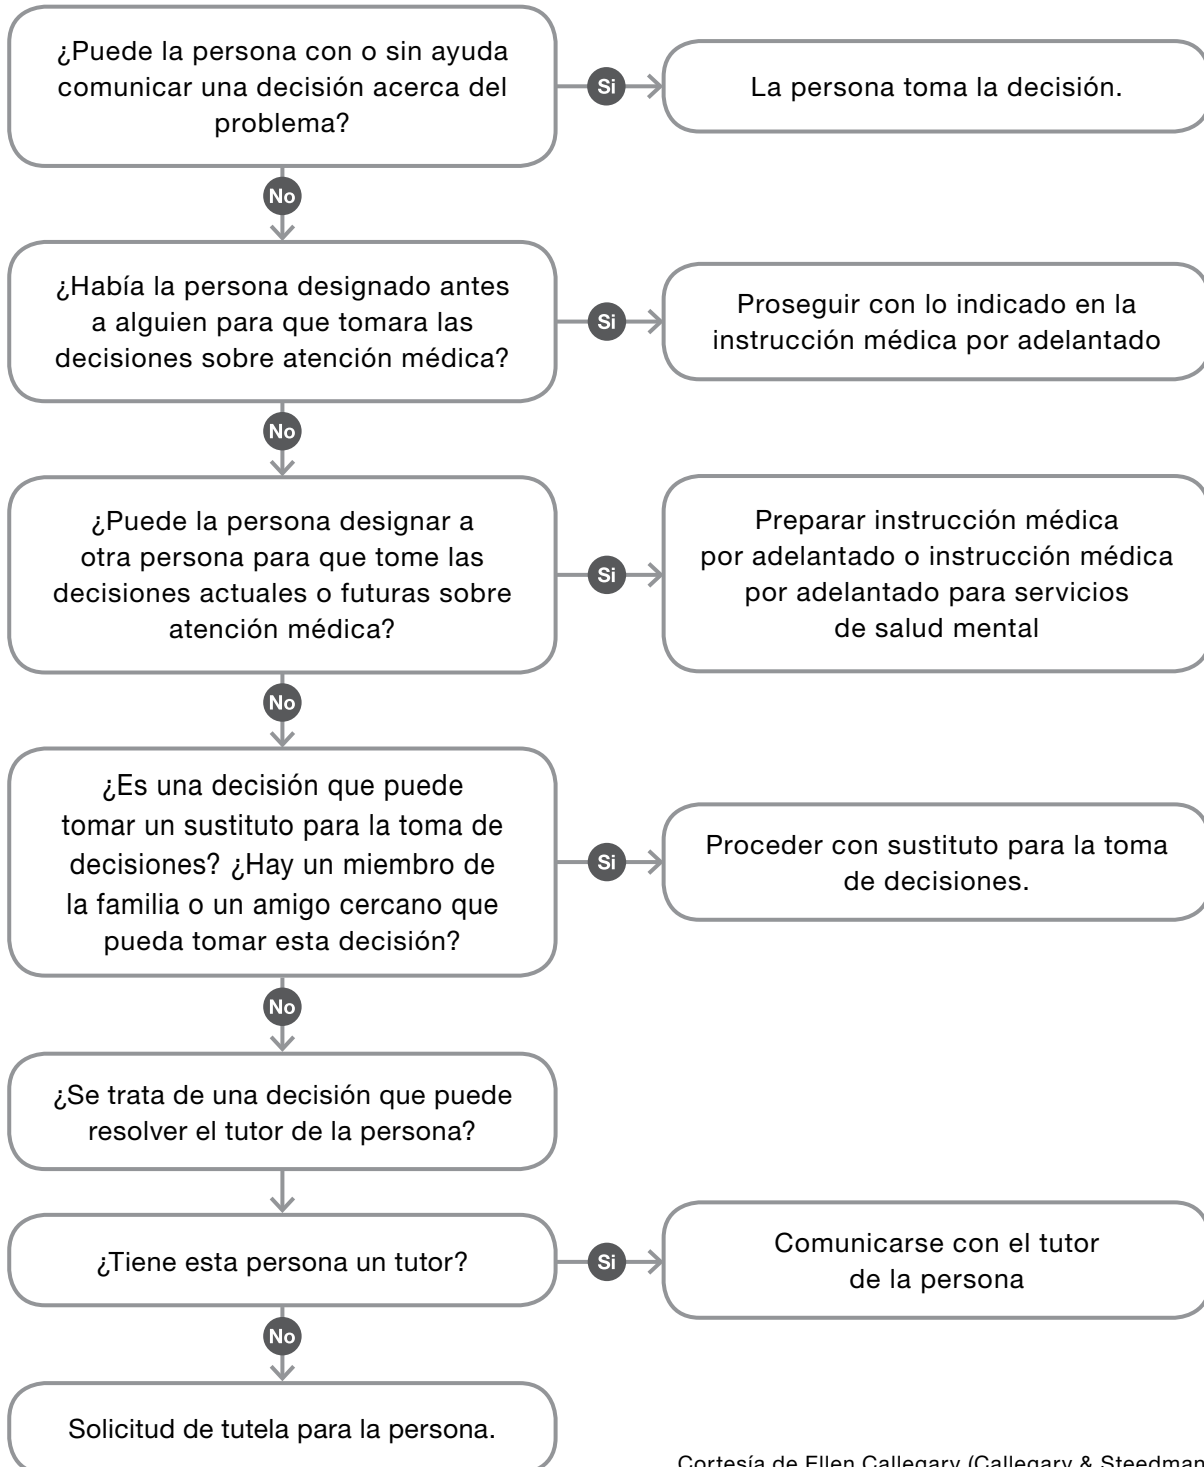 ¿Puede la persona con o sin ayuda
comunicar una decisión acerca del
problema?
Si
La persona toma la decisión.
No
¿Había la persona designado antes
a alguien para que tomara las
decisiones sobre atención médica?
Si
Proseguir con lo indicado en la
instrucción médica por adelantado
No
¿Puede la persona designar a
otra persona para que tome las
decisiones actuales o futuras sobre
atención médica?
Si
Preparar instrucción médica
por adelantado o instrucción médica
por adelantado para servicios
de salud mental
No
¿Es una decisión que puede
tomar un sustituto para la toma de
decisiones? ¿Hay un miembro de
la familia o un amigo cercano que
pueda tomar esta decisión?
Si
Proceder con sustituto para la toma
de decisiones.
No
¿Se trata de una decisión que puede
resolver el tutor de la persona?
¿Tiene esta persona un tutor?
Si
Comunicarse con el tutor
de la persona
No
Solicitud de tutela para la persona.
Cortesía de Ellen Callegary (Callegary & Steedman